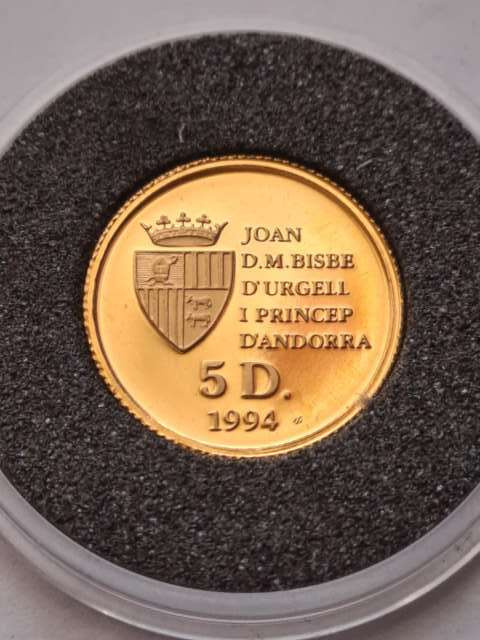 JOAN
D.M.BISBE
D'URGELL
I PRINCEP
D'ANDORRA
5 D.
1994